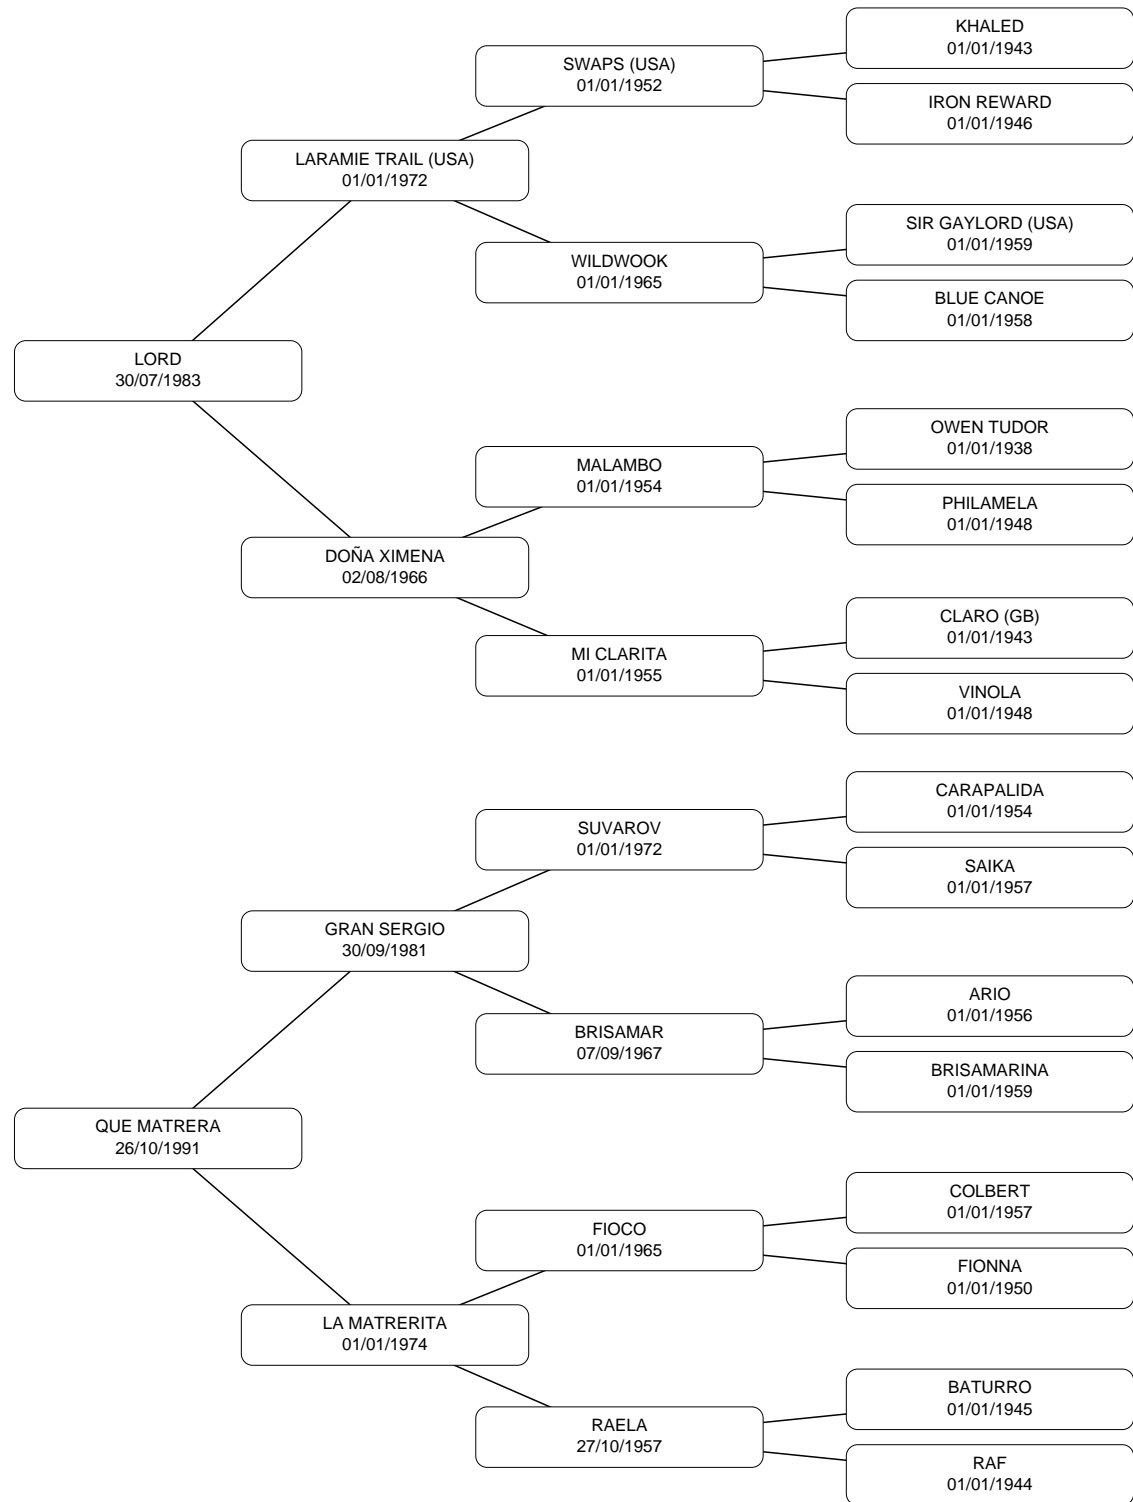 KHALED
01/01/1943
SWAPS (USA)
01/01/1952
IRON REWARD
01/01/1946
LARAMIE TRAIL (USA)
01/01/1972
SIR GAYLORD (USA)
01/01/1959
WILDWOOK
01/01/1965
BLUE CANOE
01/01/1958
LORD
30/07/1983
OWEN TUDOR
01/01/1938
MALAMBO
01/01/1954
PHILAMELA
01/01/1948
DOÑA XIMENA
02/08/1966
CLARO (GB)
01/01/1943
MI CLARITA
01/01/1955
VINOLA
01/01/1948
CARAPALIDA
01/01/1954
SUVAROV
01/01/1972
SAIKA
01/01/1957
GRAN SERGIO
30/09/1981
ARIO
01/01/1956
BRISAMAR
07/09/1967
BRISAMARINA
01/01/1959
QUE MATRERA
26/10/1991
COLBERT
01/01/1957
FIOCO
01/01/1965
FIONNA
01/01/1950
LA MATRERITA
01/01/1974
BATURRO
01/01/1945
RAELA
27/10/1957
RAF
01/01/1944